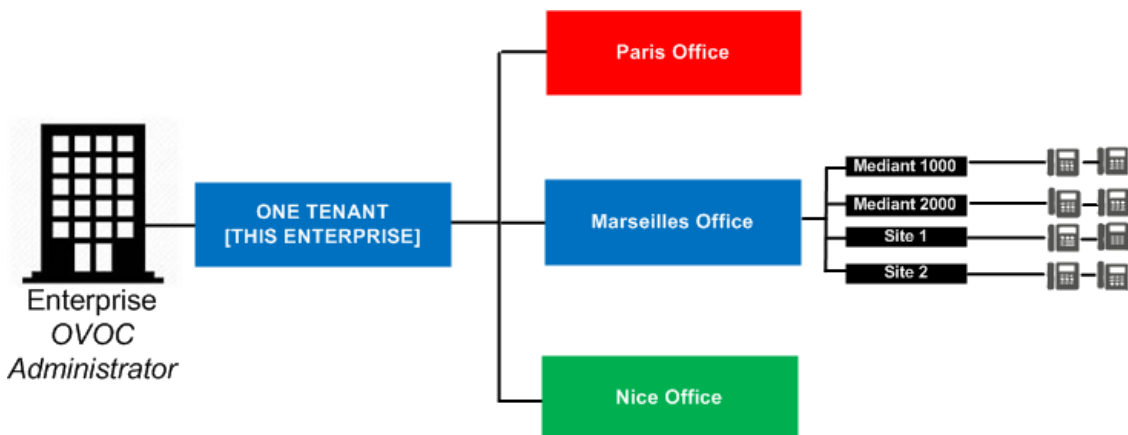 Enterprise
OVOC
Administrator
ONE TENANT
[THIS ENTERPRISE]
Paris Office
Marseilles Office
Nice Office
Mediant 1000
Mediant 2000
Site 1
Site 2